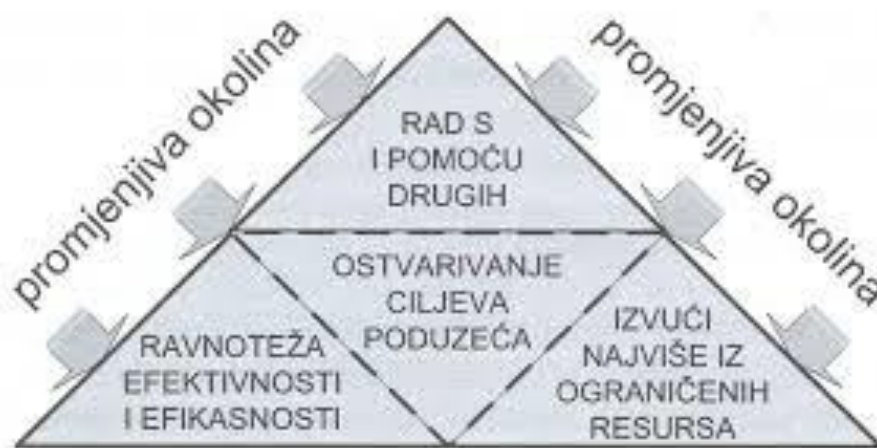 promjenjiva okolina
promjenjiva okolina
RAD S
I POMOĆU
DRUGIH
OSTVARIVANJE
CILJEVA
PODUZEĆA
RAVNOTEŽA
EFEKTIVNOSTI
I EFIKASNOSTI
IZVUĆI
NAJVIŠE IZ
OGRANIČENIH
RESURSA